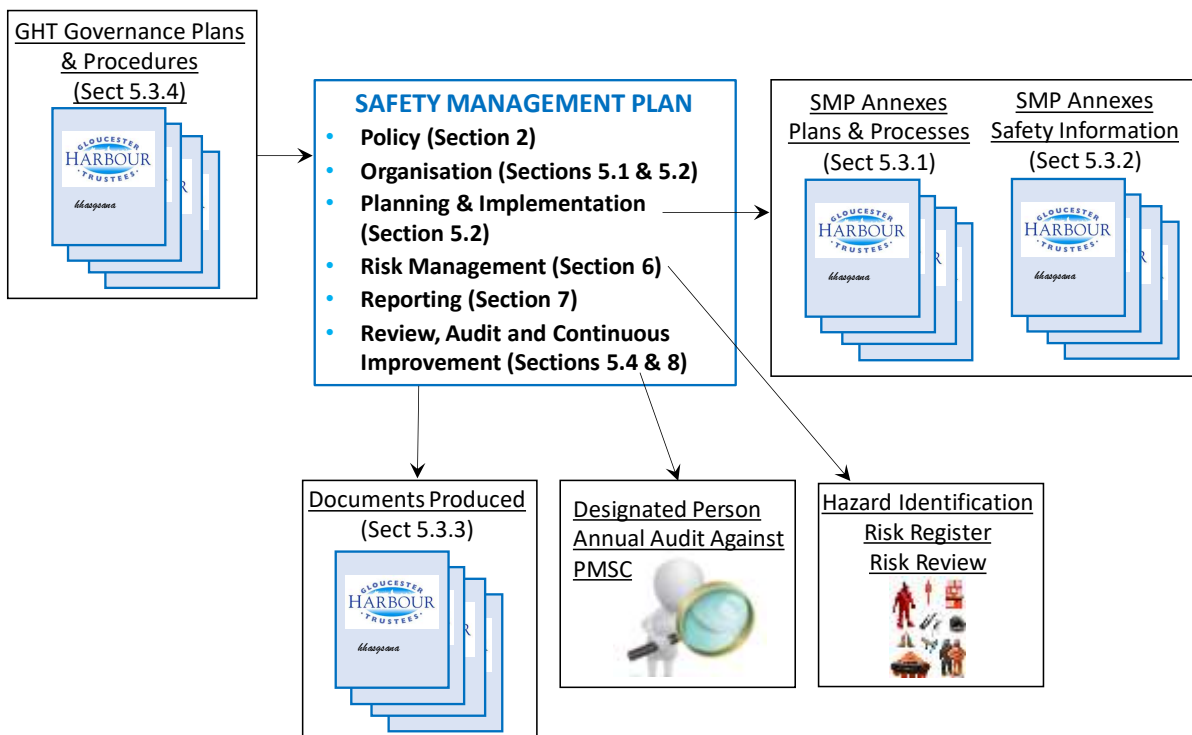 GHT Governance Plans
& Procedures
(Sect 5.3.4)
GLOUCESTER
HARBOUR
· TRUSTEES ·
hhasgsana
SAFETY MANAGEMENT PLAN
• Policy (Section 2)
• Organisation (Sections 5.1 & 5.2)
• Planning & Implementation
(Section 5.2)
• Risk Management (Section 6)
• Reporting (Section 7)
• Review, Audit and Continuous
Improvement (Sections 5.4 & 8)
SMP Annexes
Plans & Processes
(Sect 5.3.1)
GLOUCESTER
HARBOUR
· TRUSTEES ·
hhasgsana
SMP Annexes
Safety Information
(Sect 5.3.2)
GLOUCESTER
HARBOUR
· TRUSTEES ·
hhasgsana
Documents Produced
(Sect 5.3.3)
GLOUCESTER
HARBOUR
· TRUSTEES ·
hhasgsana
Designated Person
Annual Audit Against
PMSC
Hazard Identification
Risk Register
Risk Review